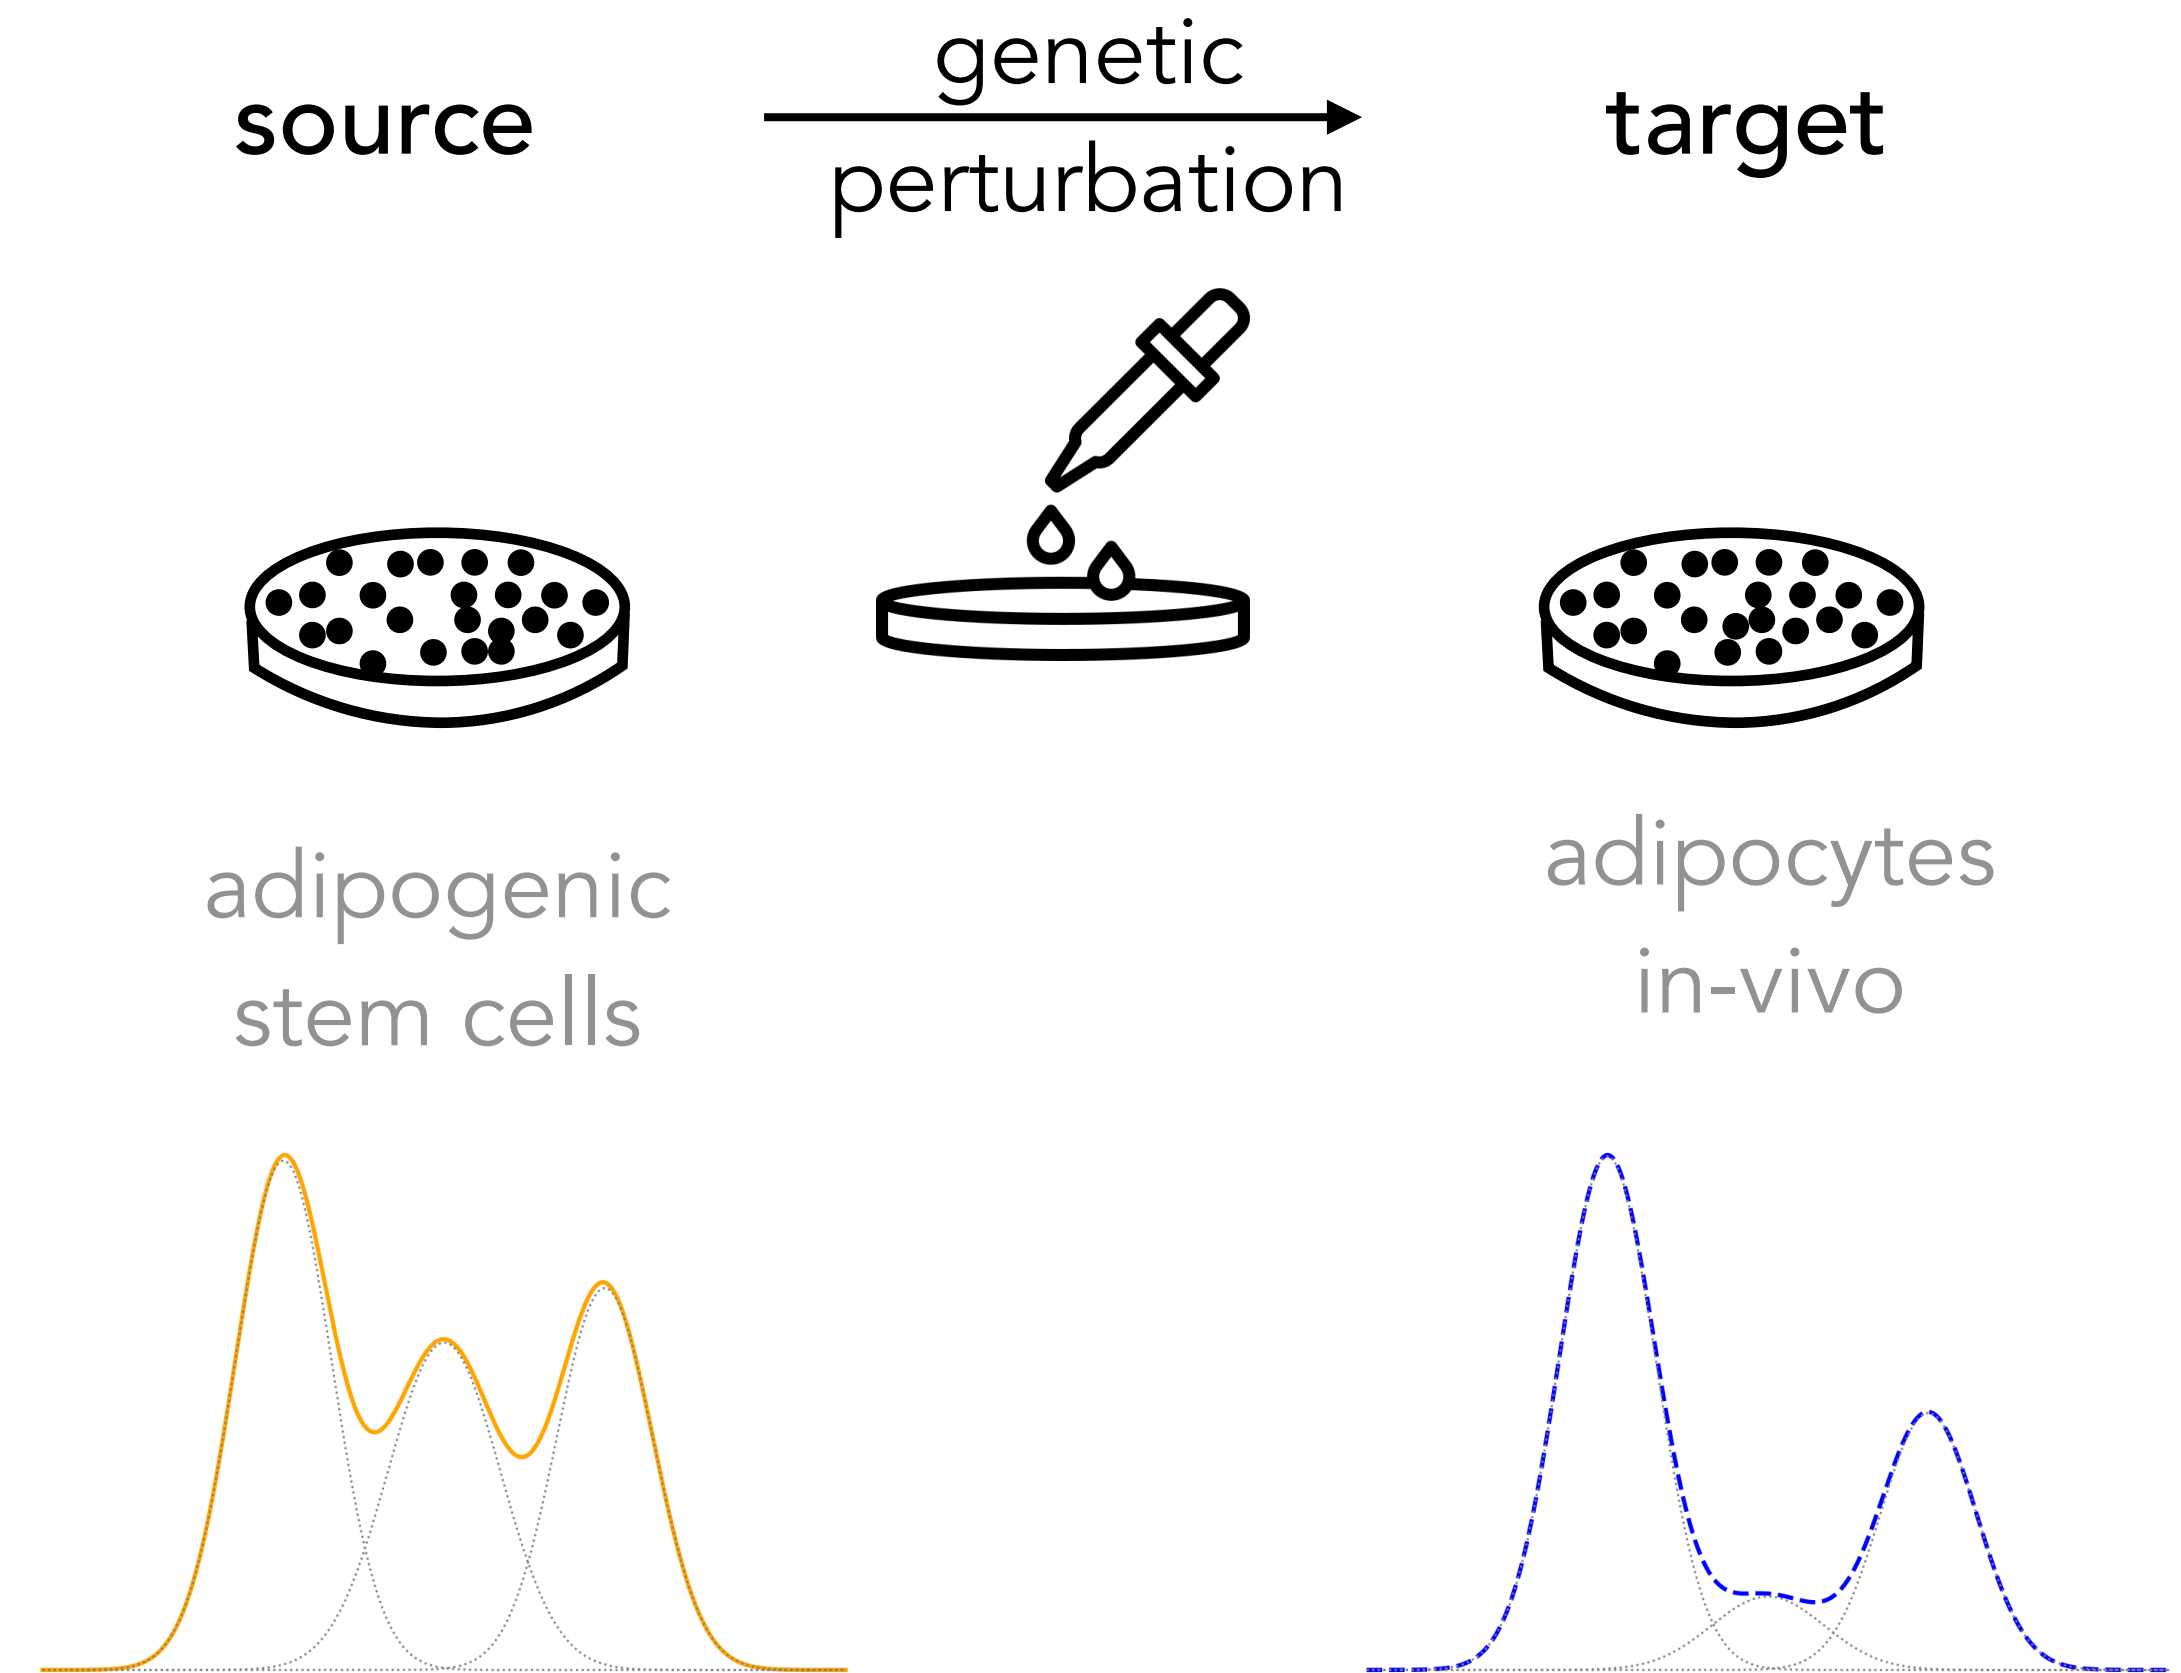 source
genetic
perturbation
target
adipogenic
stem cells
adipocytes
in-vivo